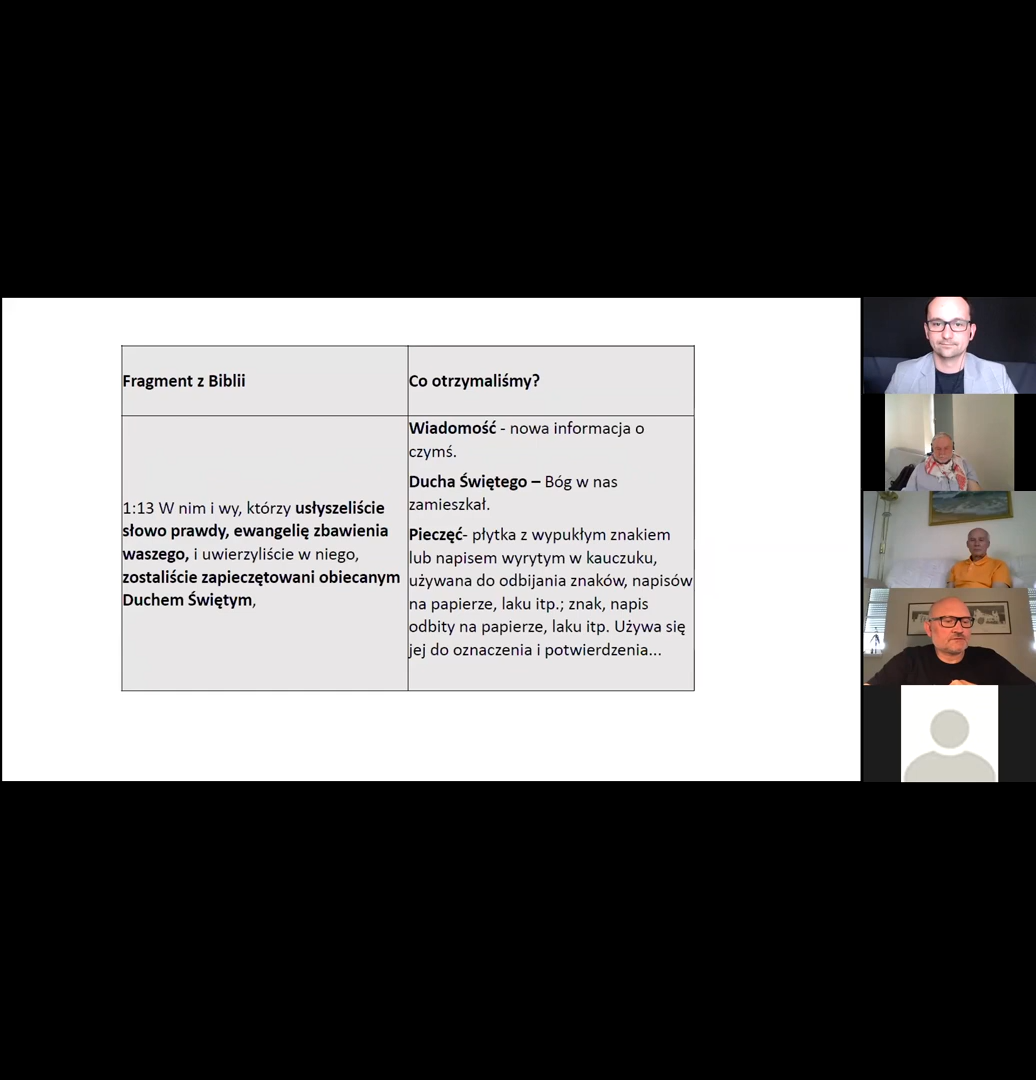 Fragment z Biblii
Co otrzymaliśmy?
1:13 W nim i wy, którzy usłyszeliście
słowo prawdy, ewangelię zbawienia
waszego, i uwierzyliście w niego,
zostaliście zapieczętowani obiecanym
Duchem Świętym,
Wiadomość - nowa informacja o
czymś.
Ducha Świętego – Bóg w nas
zamieszkał.
Pieczęć- płytka z wypukłym znakiem
lub napisem wyrytym w kauczuku,
używana do odbijania znaków, napisów
na papierze, laku itp.; znak, napis
odbity na papierze, laku itp. Używa się
jej do oznaczenia i potwierdzenia...